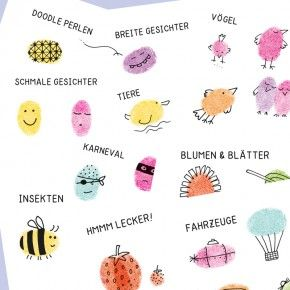 DOODLE PERLEN
BREITE GESICHTER
VÖGEL
SCHMALE GESICHTER
TIERE
KARNEVAL
BLUMEN & BLÄTTER
INSEKTEN
HMMM LECKER!
FAHRZEUGE